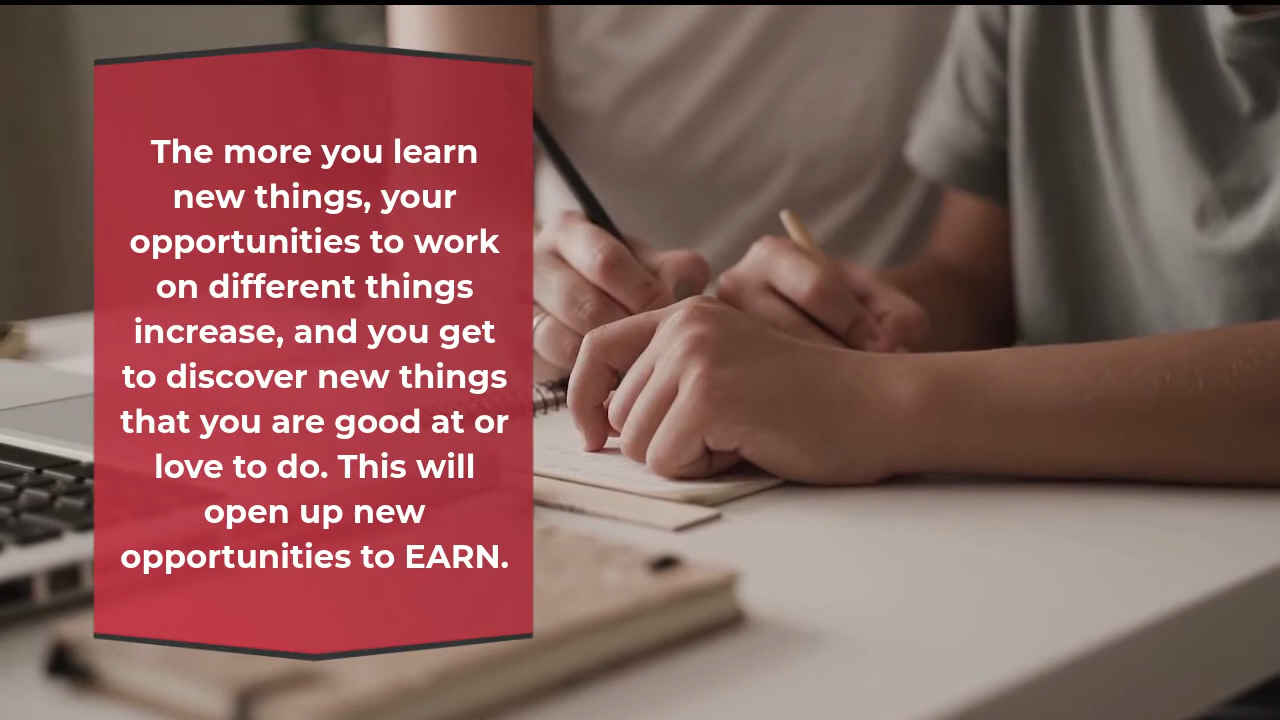 The more you learn
new things, your
opportunities to work
on different things
increase, and you get
to discover new things
that you are good at or
love to do. This will
open up new
opportunities to EARN.